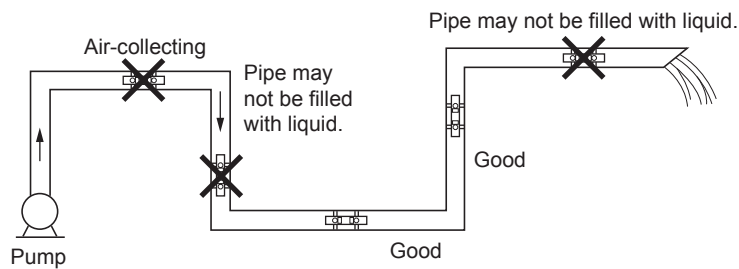 Pipe may not be filled with liquid.
Air-collecting
Pipe may
not be filled
with liquid.
Good
Good
Pump